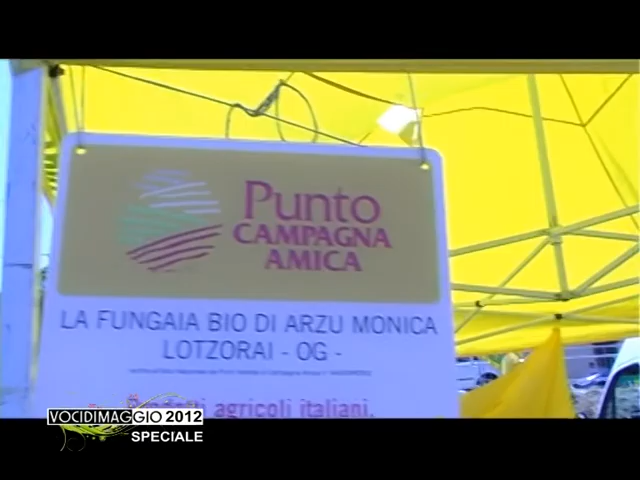 Punto
CAMPAGNA
AMICA
LA FUNGAIA BIO DI ARZU MONICA
LOTZORAI - OG -
agricoli italiani.
VOCIDIMAGGIO 2012
SPECIALE